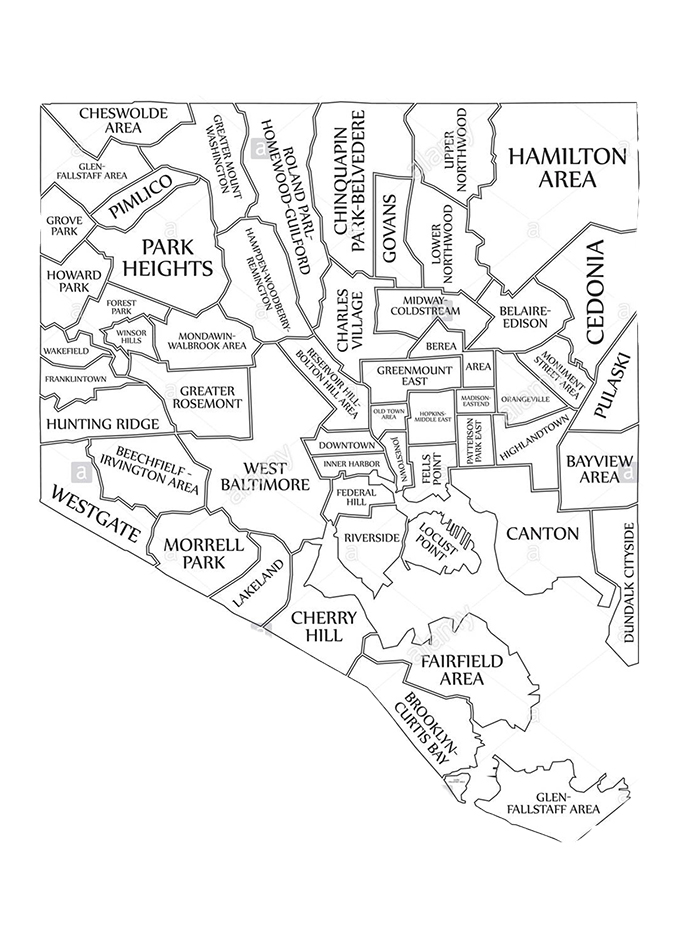 CHESWOLDE
AREA
GLEN-
FALLSTAFF AREA
PIMLICO
GROVE
PARK
GREATER MOUNT
WASHINGTON
ROLAND PARL-
HOMEWOOD-GUILFORD
CHINQUAPIN
PARK-BELVEDERE
GOVANS
UPPER
NORTHWOOD
LOWER
NORTHWOOD
HAMILTON
AREA
PARK
HEIGHTS
HOWARD
PARK
FOREST
PARK
HAMPDEN-WOODBERRY-
REMINGTON
CHARLES
VILLAGE
MIDWAY-
COLDSTREAM
BELAIRE-
EDISON
CEDONIA
WINSOR
HILLS
WAKEFIELD
MONDAWIN-
WALBROOK AREA
RESERVOIR HILL-
BOLTON HILL AREA
BEREA
AREA
GREENMOUNT
EAST
MONUMENT
STREET AREA
PULASKI
FRANKLINTOWN
GREATER
ROSEMONT
MADISON-
EASTEND
ORANGEVILLE
OLD TOWN
AREA
HOPKINS-
MIDDLE EAST
HUNTING RIDGE
PATTERSON
PARK EAST
HIGHLANDTOWN
DOWNTOWN
JONESTOWN
INNER HARBOR
FELLS
POINT
BAYVIEW
AREA
BEECHFIELF-
IRVINGTON AREA
WEST
BALTIMORE
FEDERAL
HILL
WESTGATE
MORRELL
PARK
RIVERSIDE
LOCUST
POINT
CANTON
DUNDALK CITYSIDE
LAKELAND
CHERRY
HILL
FAIRFIELD
AREA
BROOKLYN-
CURTIS BAY
GLEN-
FALLSTAFF AREA
a
a
a
a
a
alamy
alamy